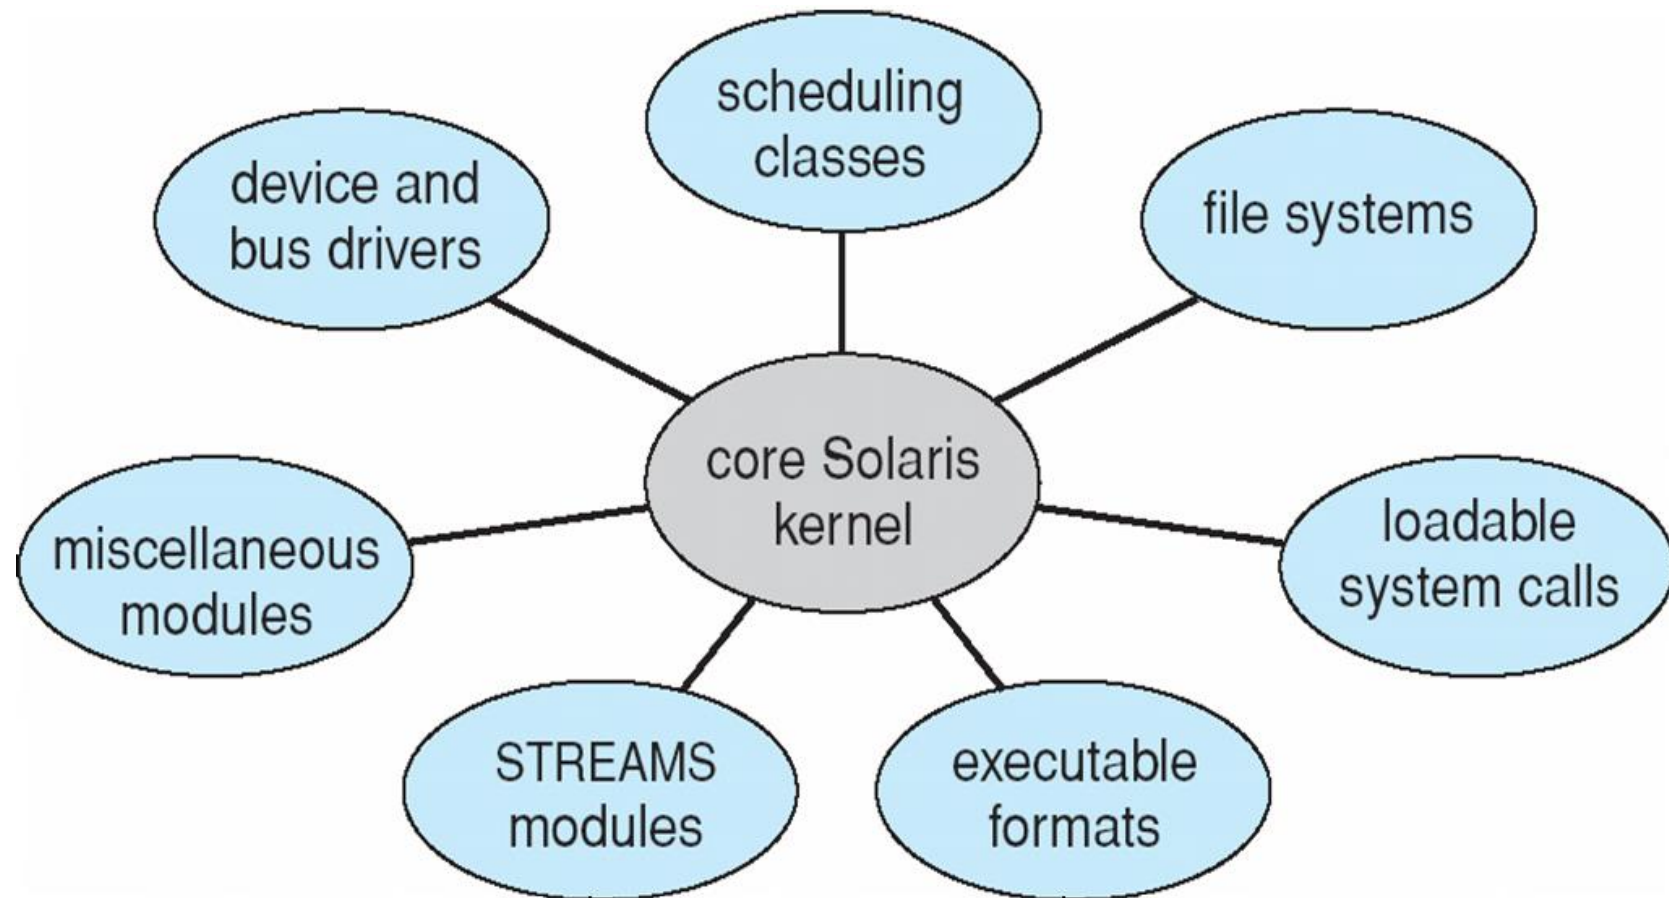 scheduling
classes
device and
bus drivers
file systems
core Solaris
kernel
loadable
system calls
miscellaneous
modules
STREAMS
modules
executable
formats